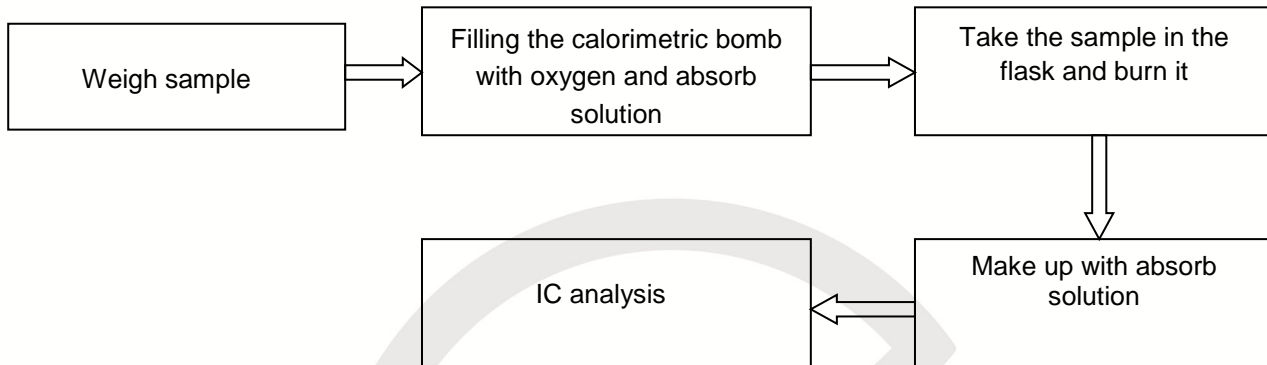 Weigh sample
Filling the calorimetric bomb
with oxygen and absorb
solution
Take the sample in the
flask and burn it
Make up with absorb
solution
IC analysis